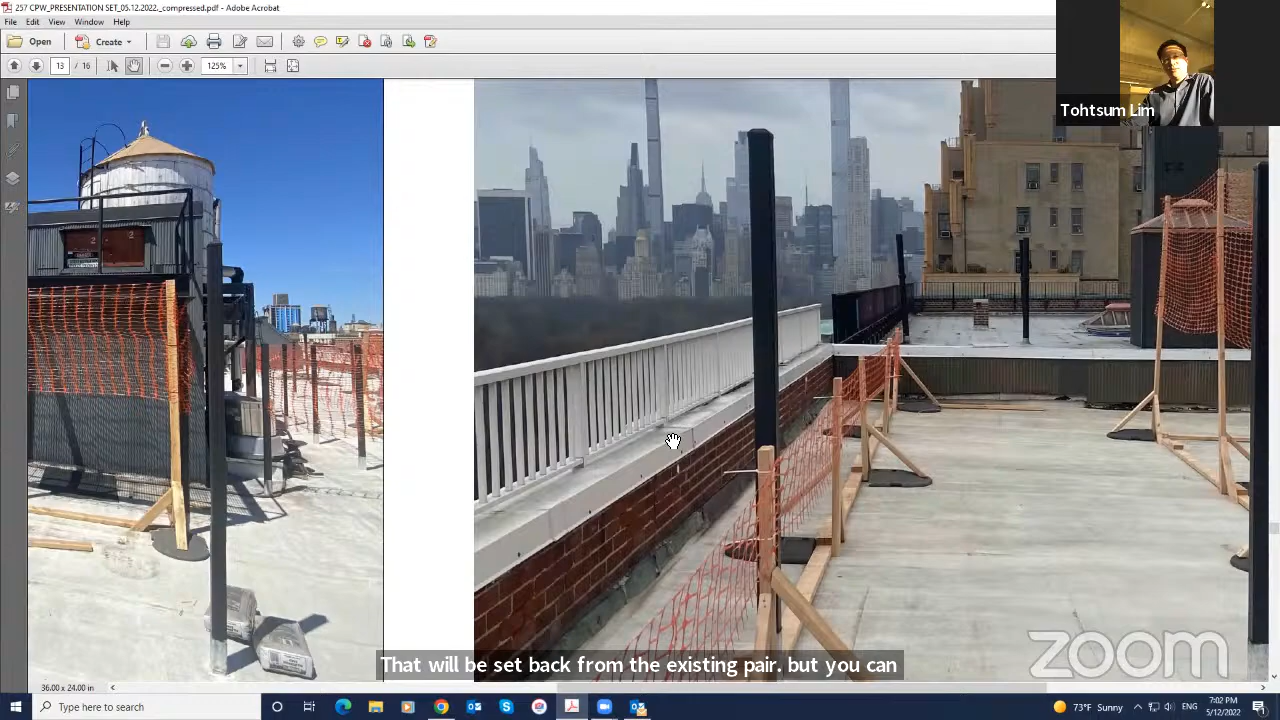 257 CPW_PRESENTATION SET_05.12.2022._compressed.pdf - Adobe Acrobat
File Edit View Window Help
Open Create
13 / 16 125%
Tohtsum Lim
2 2
That will be set back from the existing pair. but you can
zoom
36.00 x 24.00 in
Type here to search
73°F Sunny ENG 7:02 PM
5/12/2022